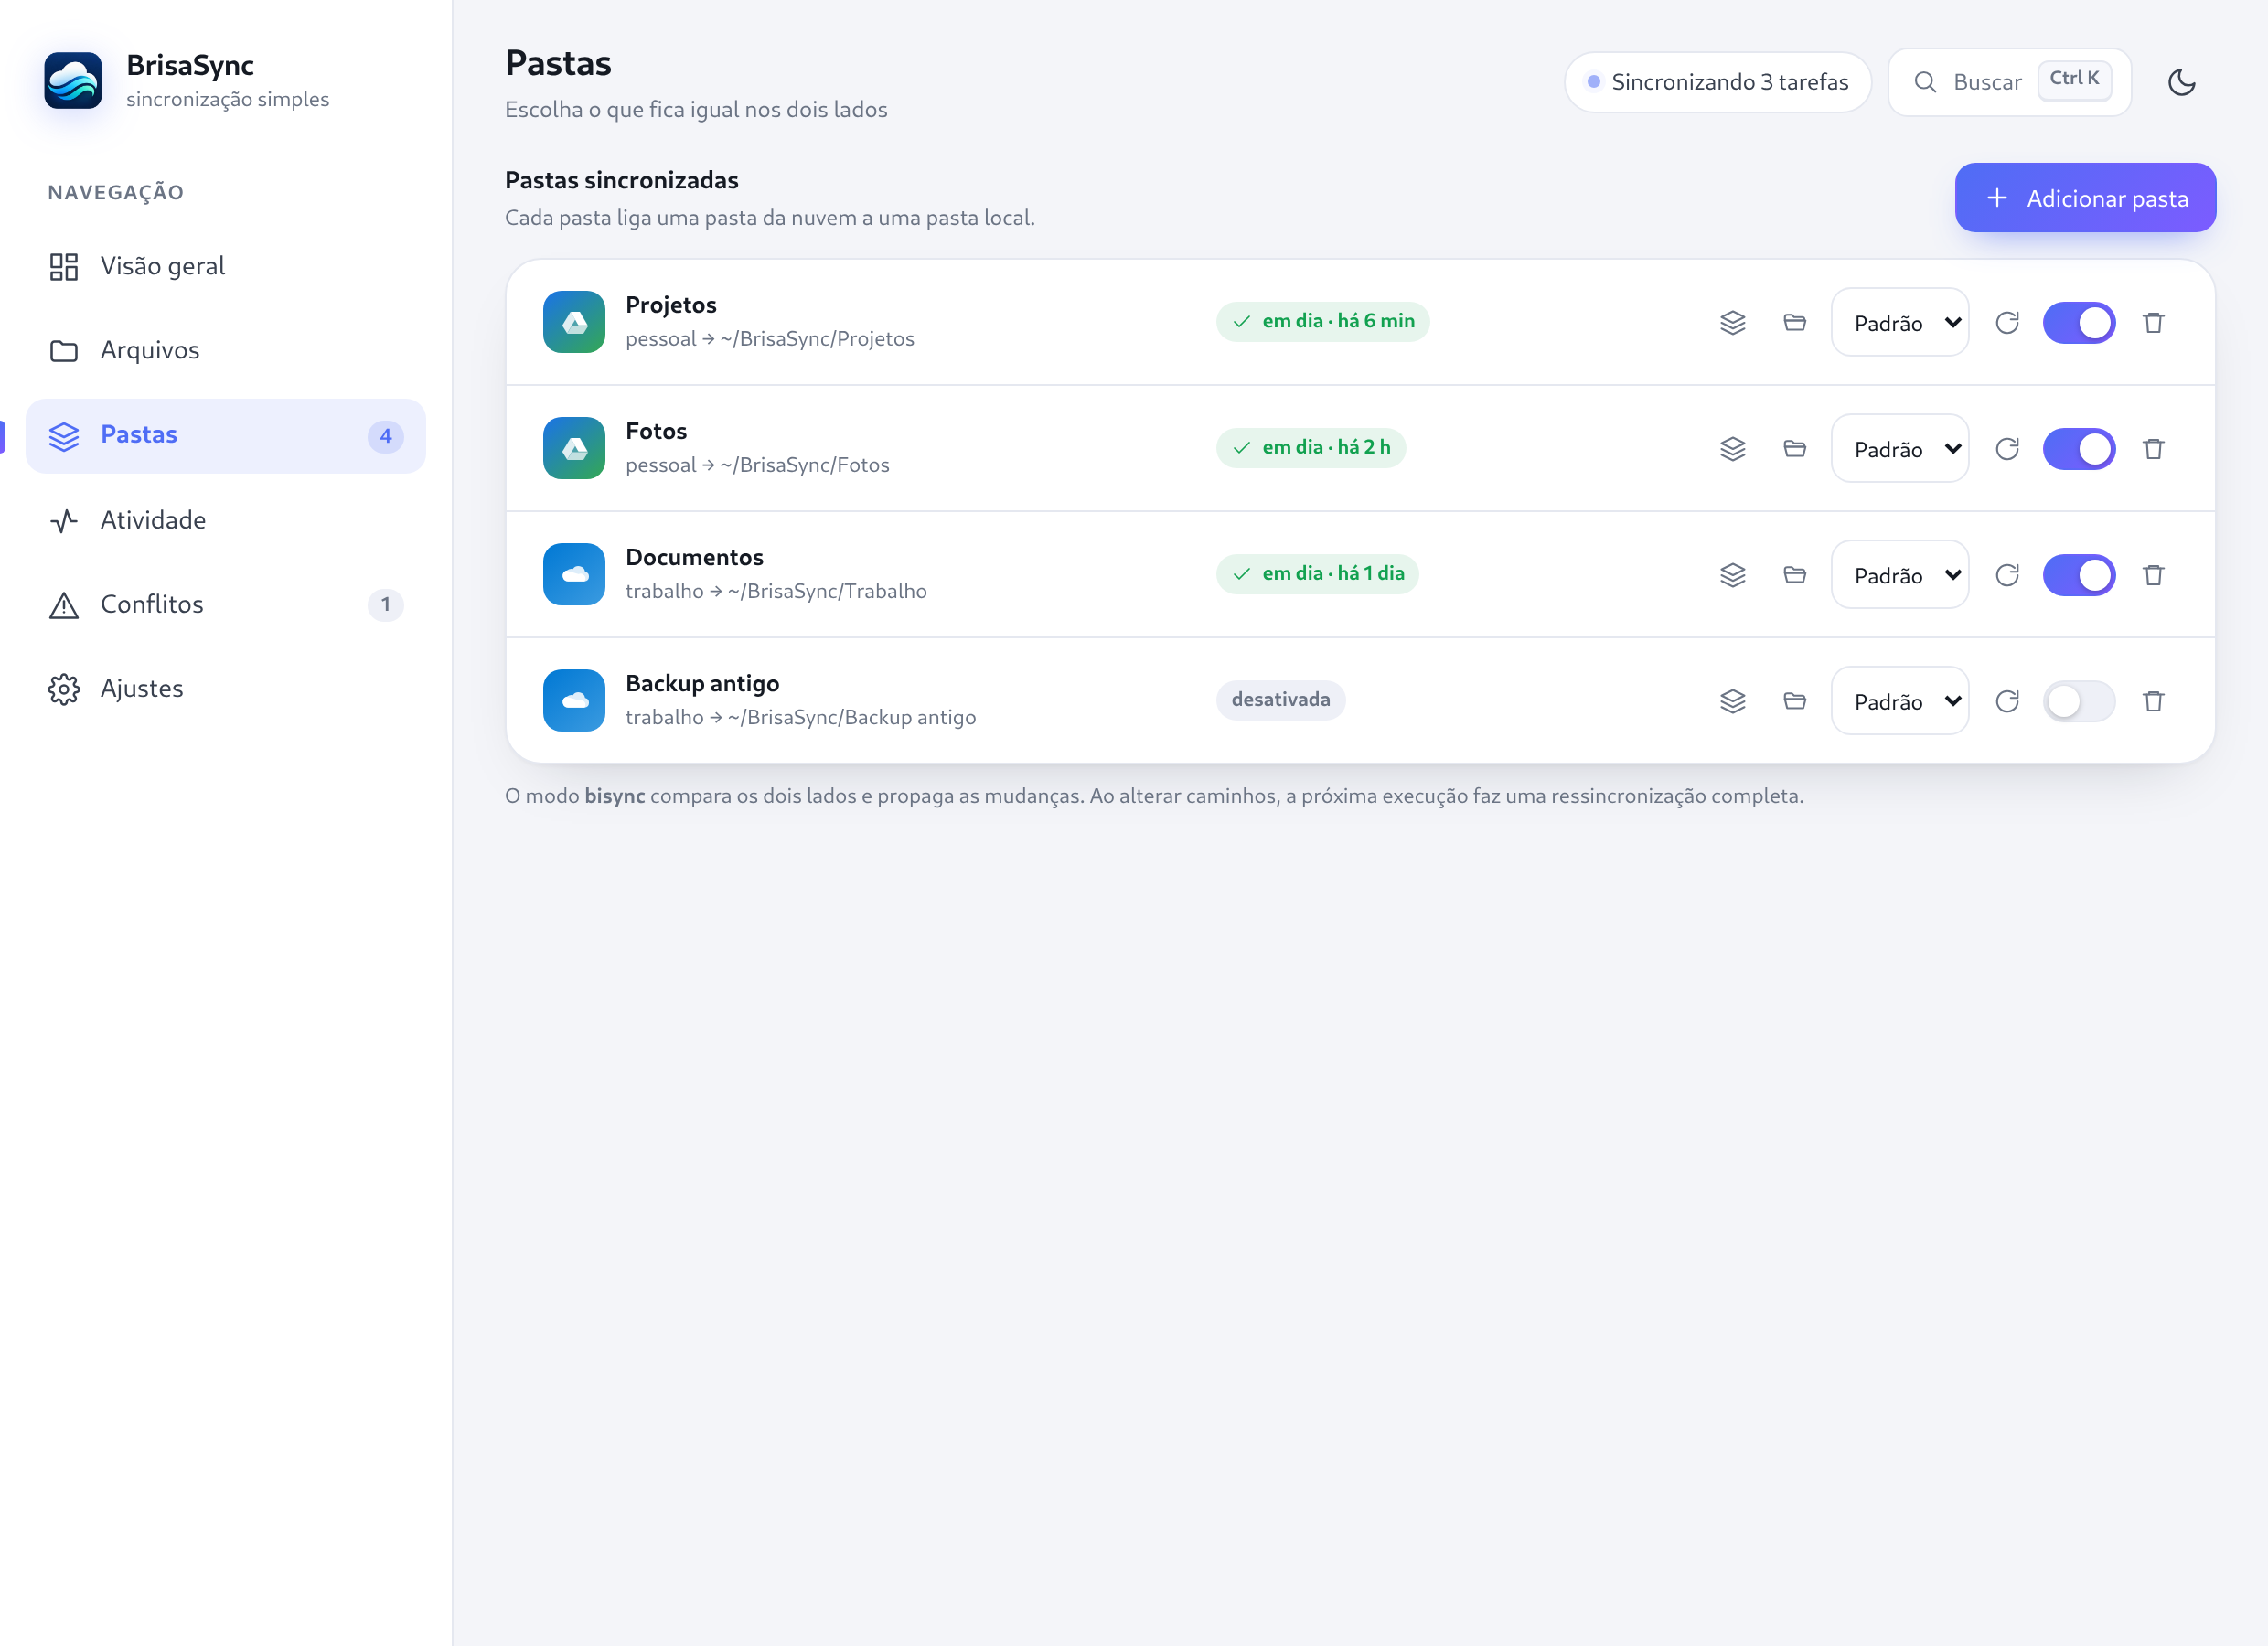 BrisaSync
sincronização simples
NAVEGAÇÃO
Visão geral
Arquivos
Pastas 4
Atividade
Conflitos 1
Ajustes
Pastas
Escolha o que fica igual nos dois lados
Sincronizando 3 tarefas
Buscar Ctrl K
Pastas sincronizadas
Cada pasta liga uma pasta da nuvem a uma pasta local.
+ Adicionar pasta
Projetos
pessoal → ~/BrisaSync/Projetos
✓ em dia · há 6 min
Padrão
Fotos
pessoal → ~/BrisaSync/Fotos
✓ em dia · há 2 h
Padrão
Documentos
trabalho → ~/BrisaSync/Trabalho
✓ em dia · há 1 dia
Padrão
Backup antigo
trabalho → ~/BrisaSync/Backup antigo
desativada
Padrão
O modo bisync compara os dois lados e propaga as mudanças. Ao alterar caminhos, a próxima execução faz uma ressincronização completa.